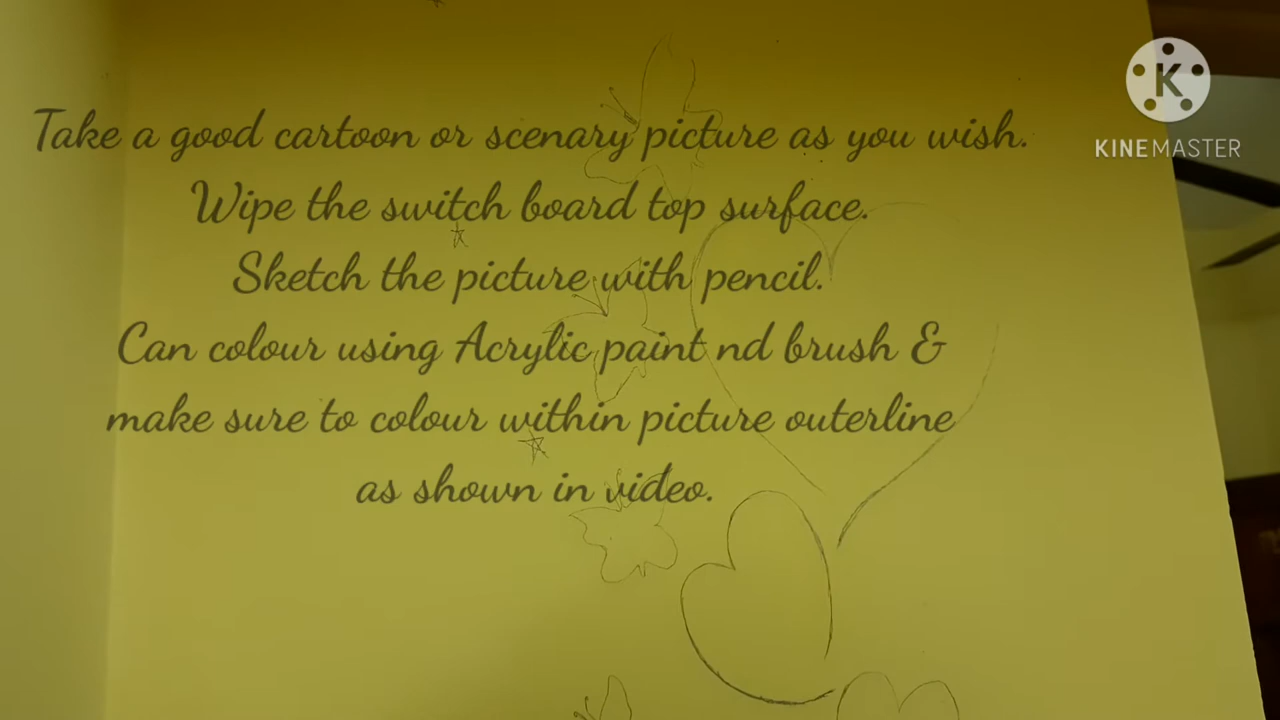 Take a good cartoon or scenary picture as you wish.
Wipe the switch board top surface.
Sketch the picture with pencil.
Can colour using Acrylic paint nd brush &
make sure to colour within picture outerline
as shown in video.
K
KINEMASTER